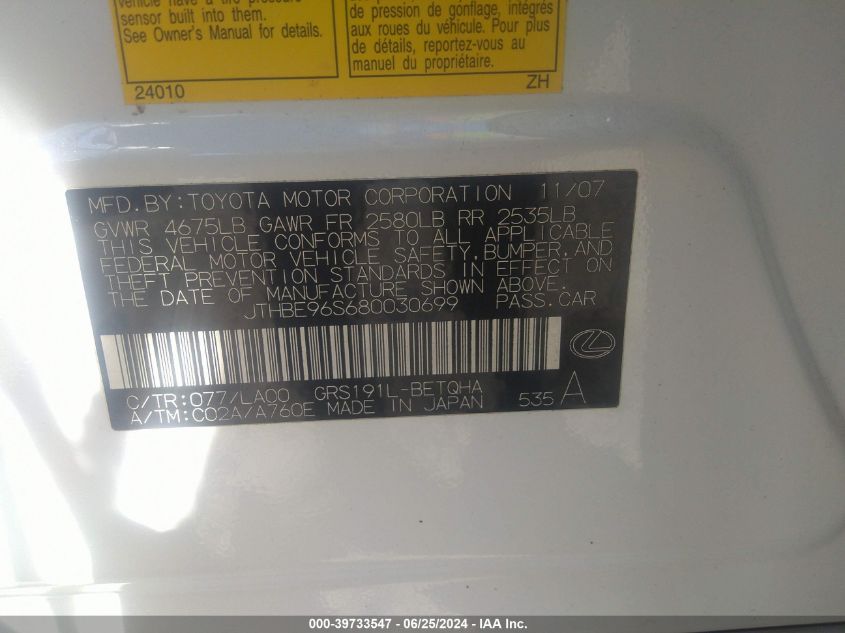 vehicle have a tire pressure
sensor built into them.
See Owner's Manual for details.
24010
de pression de gonflage, intégrés
aux roues du véhicule. Pour plus
de détails, reportez-vous au
manuel du propriétaire.
ZH
MFD. BY: TOYOTA MOTOR CORPORATION 11/07
GVWR 4675LB GAWR FR 2580LB RR 2535LB
THIS VEHICLE CONFORMS TO ALL APPLICABLE
FEDERAL MOTOR VEHICLE SAFETY, BUMPER, AND
THEFT PREVENTION STANDARDS IN EFFECT ON
THE DATE OF MANUFACTURE SHOWN ABOVE.
JTHBE96S680030699 PASS. CAR
C/TR: 077/LA00 GRS191L-BETQHA
A/TM: C02A/A760E MADE IN JAPAN 535 A
000-39733547 / 06/25/2024 - IAA Inc.